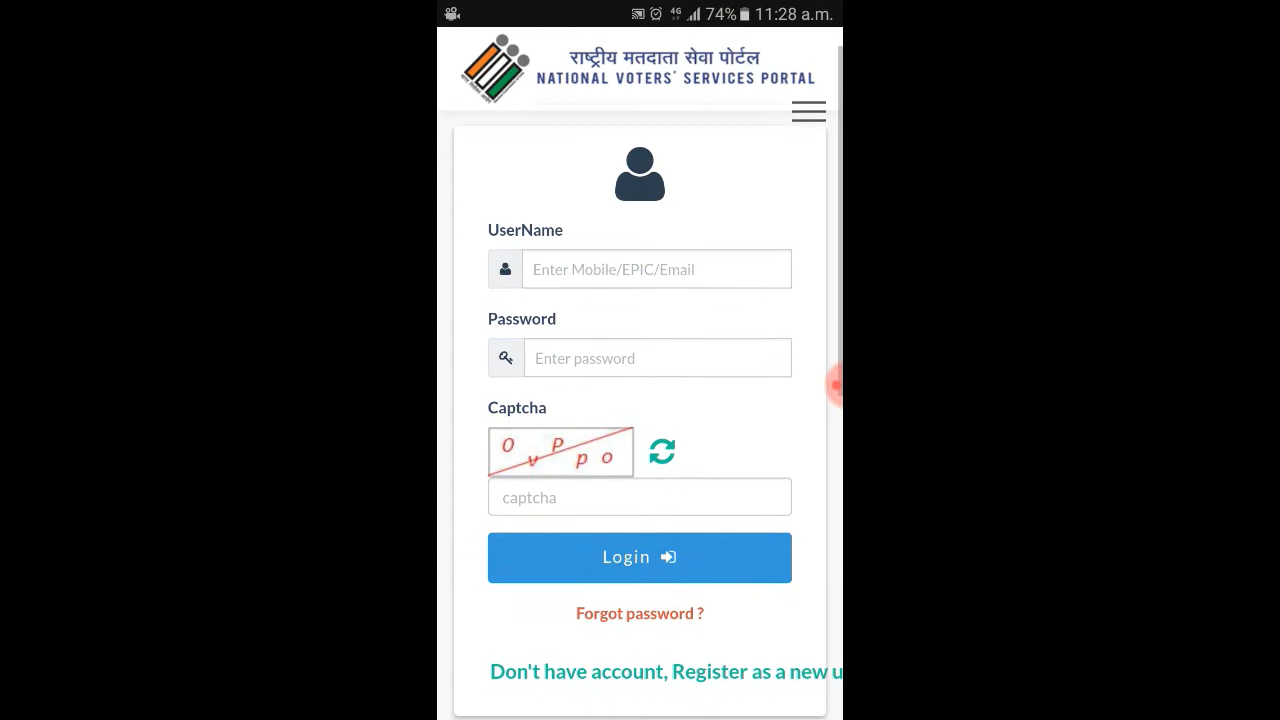 4G 74% 11:28 a.m.
राष्ट्रीय मतदाता सेवा पोर्टल
NATIONAL VOTERS' SERVICES PORTAL
UserName
Enter Mobile/EPIC/Email
Password
Enter password
Captcha
O v P p o
captcha
Login
Forgot password ?
Don't have account, Register as a new u